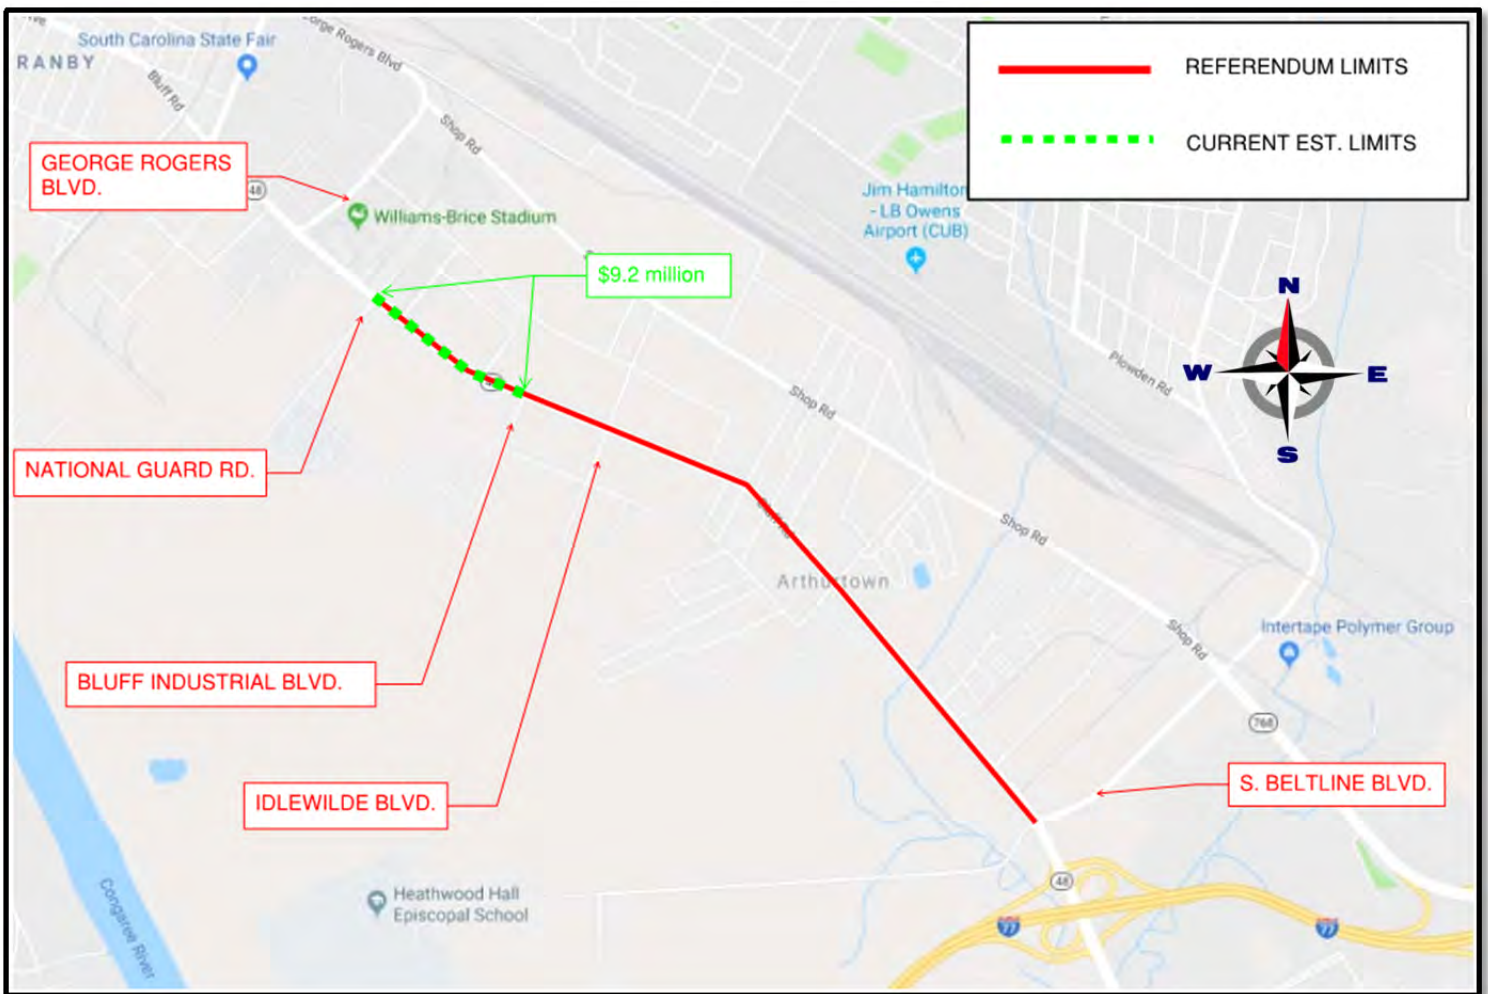 South Carolina State Fair
RANBY
Bluff Rd
orge Rogers Blvd
Shop Rd
REFERENDUM LIMITS
CURRENT EST. LIMITS
GEORGE ROGERS
BLVD.
48
Williams-Brice Stadium
Jim Hamilton
- LB Owens
Airport (CUB)
$9.2 million
N
W
E
S
Plowden Rd
Shop Rd
NATIONAL GUARD RD.
Shop Rd
Bluff Rd
Arthurtown
Shop Rd
Intertape Polymer Group
BLUFF INDUSTRIAL BLVD.
768
IDLEWILDE BLVD.
S. BELTLINE BLVD.
Heathwood Hall
Episcopal School
48
77
77
Congaree River